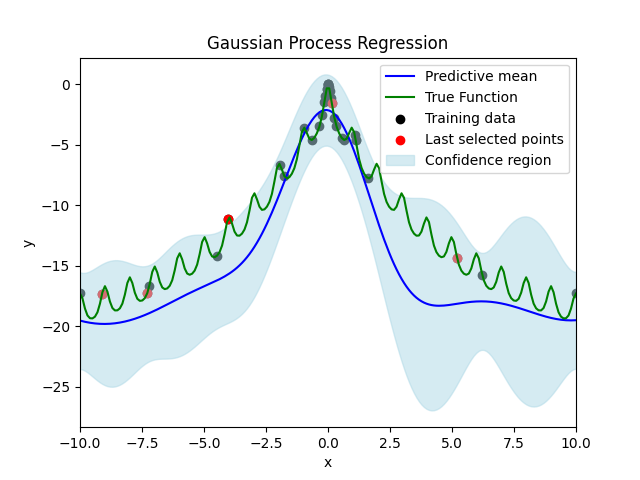 Gaussian Process Regression
Predictive mean
True Function
Training data
Last selected points
Confidence region
0
−5
−10
−15
−20
−25
y
−10.0 −7.5 −5.0 −2.5 0.0 2.5 5.0 7.5 10.0
x